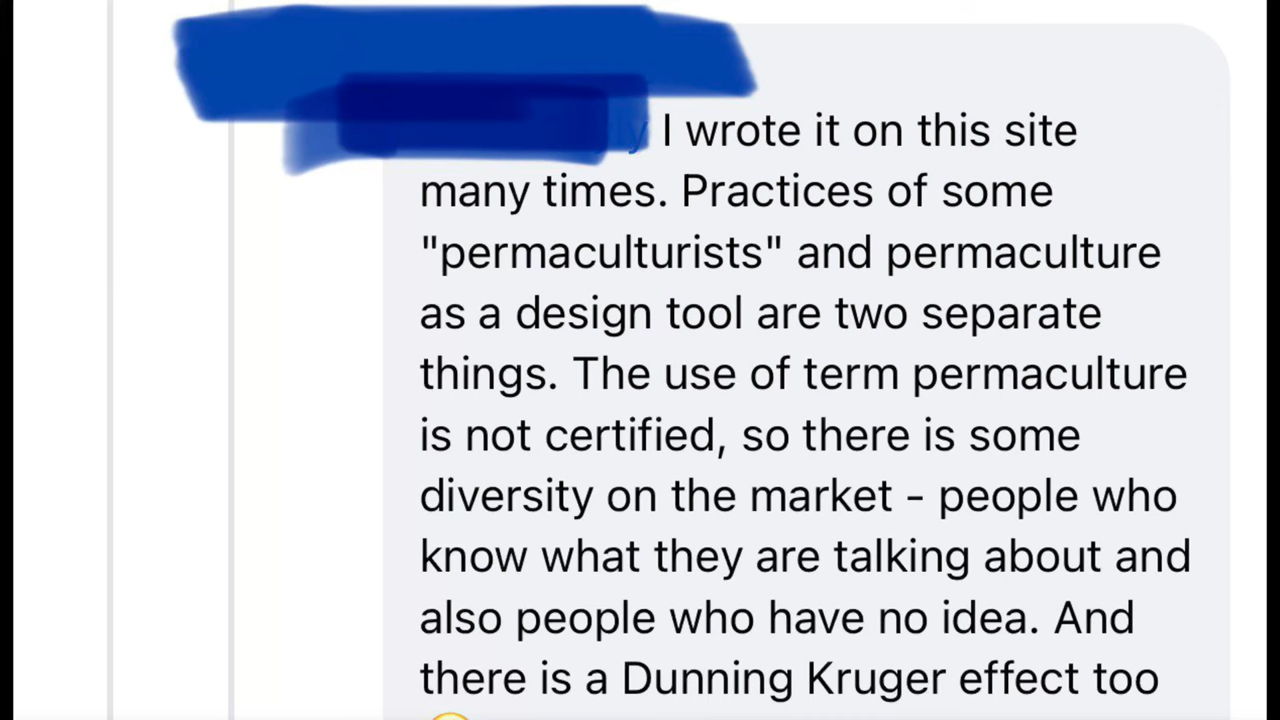 I wrote it on this site
many times. Practices of some
"permaculturists" and permaculture
as a design tool are two separate
things. The use of term permaculture
is not certified, so there is some
diversity on the market - people who
know what they are talking about and
also people who have no idea. And
there is a Dunning Kruger effect too